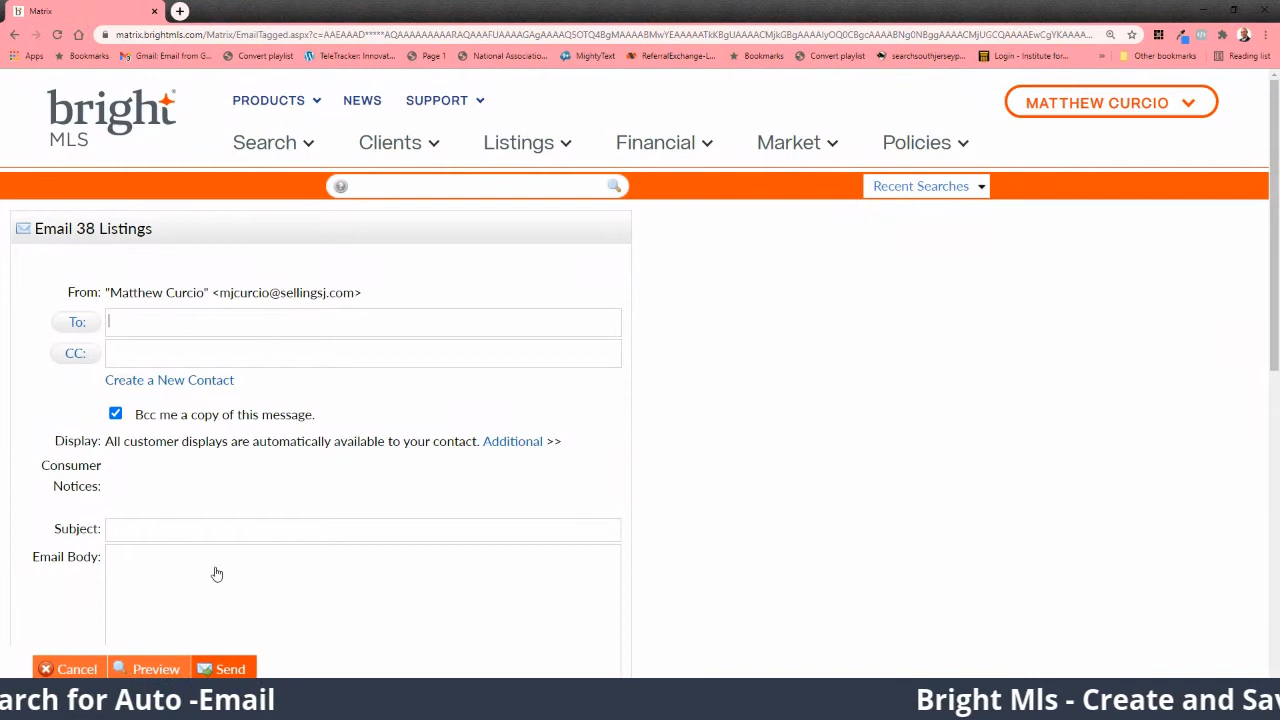 Matrix
matrix.brightmls.com/Matrix/EmailTagged.aspx?c=
Apps Bookmarks Gmail: Email from G... Convert playlist TeleTracker: Innovat... Page 1 National Associatio... WordPress MightyText ReferralExchange-L... Bookmarks Convert playlist searchsouthjerseyp... Login - Institute for... » Other bookmarks Reading list
bright MLS
PRODUCTS NEWS SUPPORT
MATTHEW CURCIO
Search Clients Listings Financial Market Policies
Recent Searches
Email 38 Listings
From: "Matthew Curcio" <mjcurcio@sellingsj.com>
To:
CC:
Create a New Contact
Bcc me a copy of this message.
Display: All customer displays are automatically available to your contact. Additional >>
Consumer
Notices:
Subject:
Email Body:
Cancel Preview Send
arch for Auto -Email Bright Mls - Create and Sav